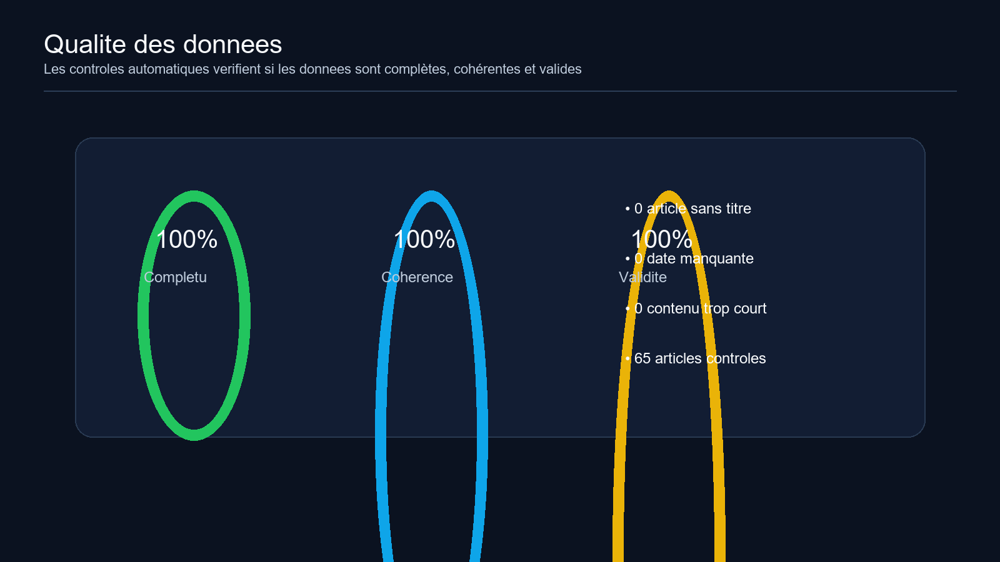 Qualite des donnees
Les controles automatiques verifient si les donnees sont complètes, cohérentes et valides
100%
Completu
100%
Coherence
100%
Validite
• 0 article sans titre
• 0 date manquante
• 0 contenu trop court
• 65 articles controles